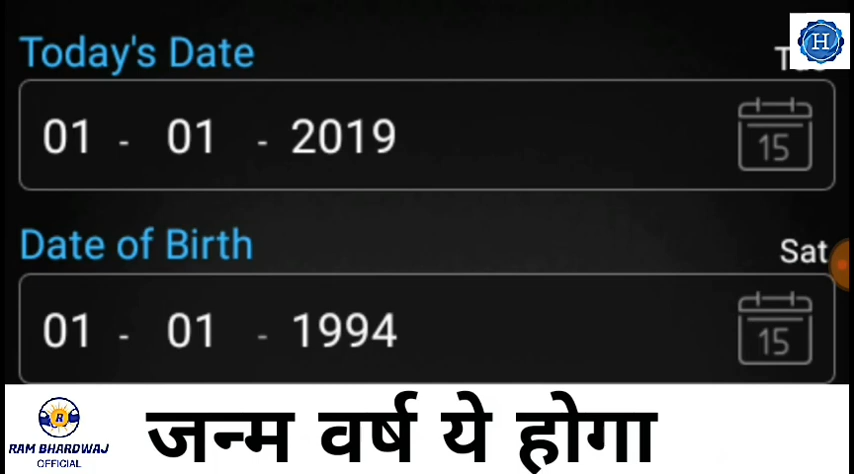 Today's Date
01 - 01 - 2019
15
Date of Birth
Sat
01 - 01 - 1994
15
जन्म वर्ष ये होगा
H
R
RAM BHARDWAJ
OFFICIAL